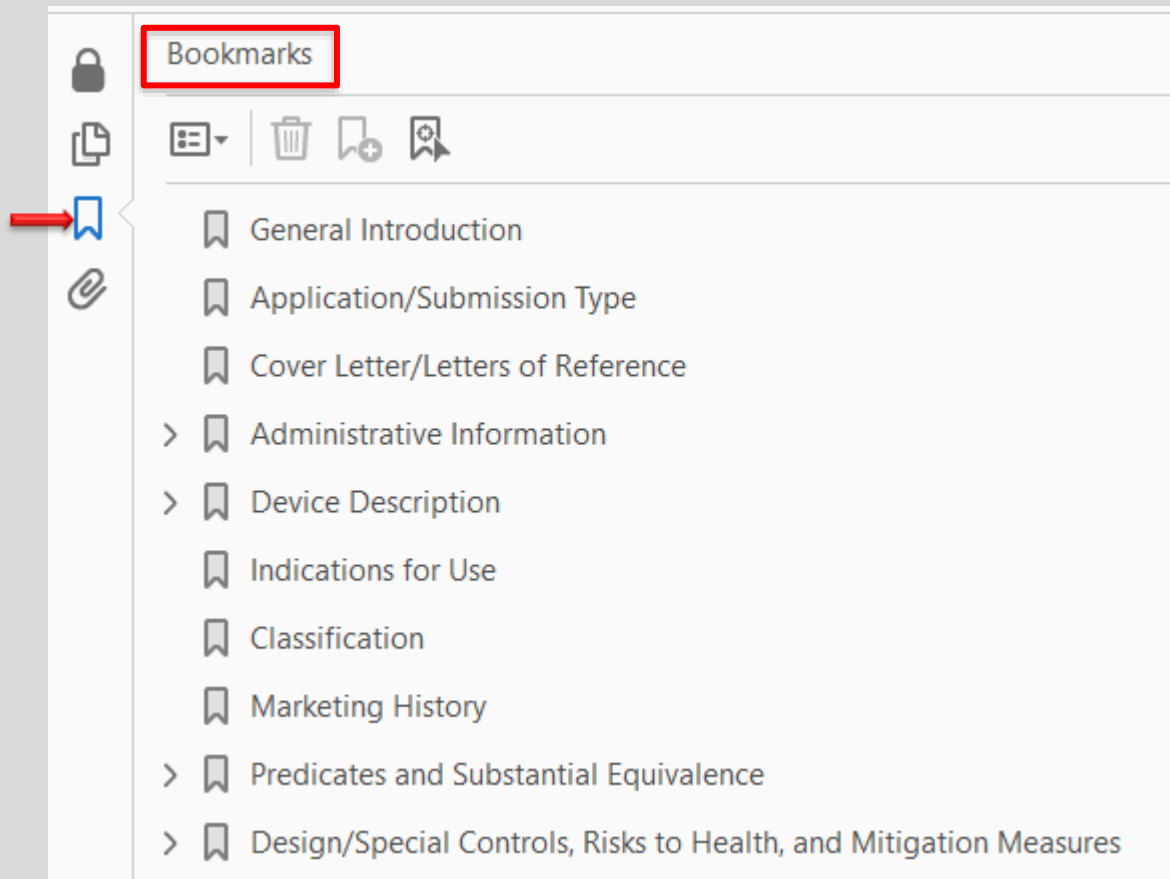 Bookmarks
General Introduction
Application/Submission Type
Cover Letter/Letters of Reference
Administrative Information
Device Description
Indications for Use
Classification
Marketing History
Predicates and Substantial Equivalence
Design/Special Controls, Risks to Health, and Mitigation Measures